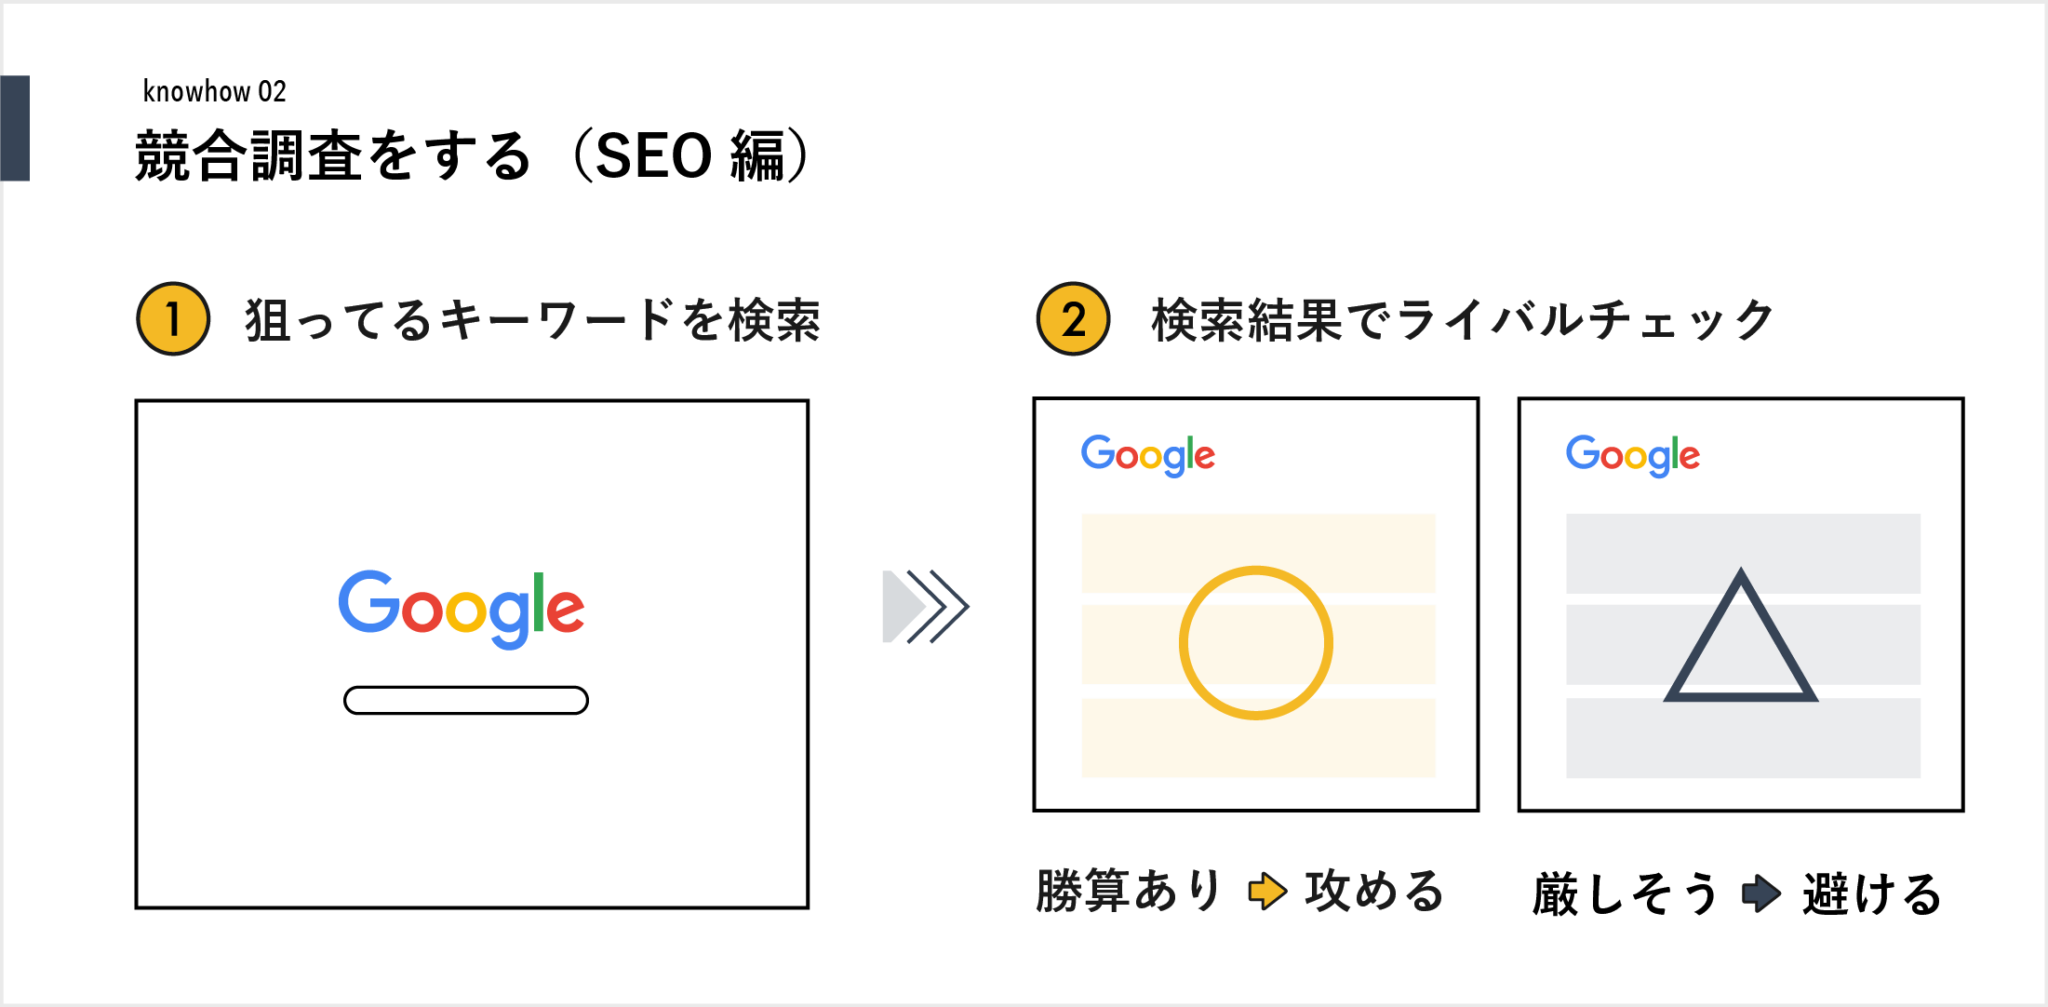 knowhow 02
競合調査をする（SEO 編）
1 狙ってるキーワードを検索
Google
2 検索結果でライバルチェック
Google
Google
勝算あり 攻める
厳しそう 避ける